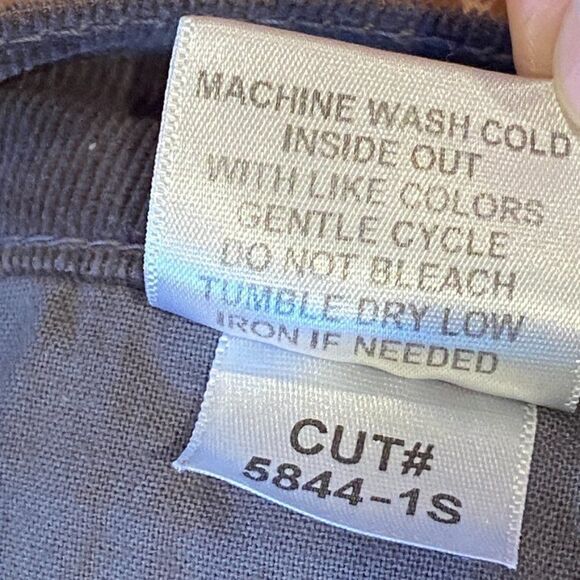 MACHINE WASH COLD
INSIDE OUT
WITH LIKE COLORS
GENTLE CYCLE
DO NOT BLEACH
TUMBLE DRY LOW
IRON IF NEEDED
CUT#
5844-1S